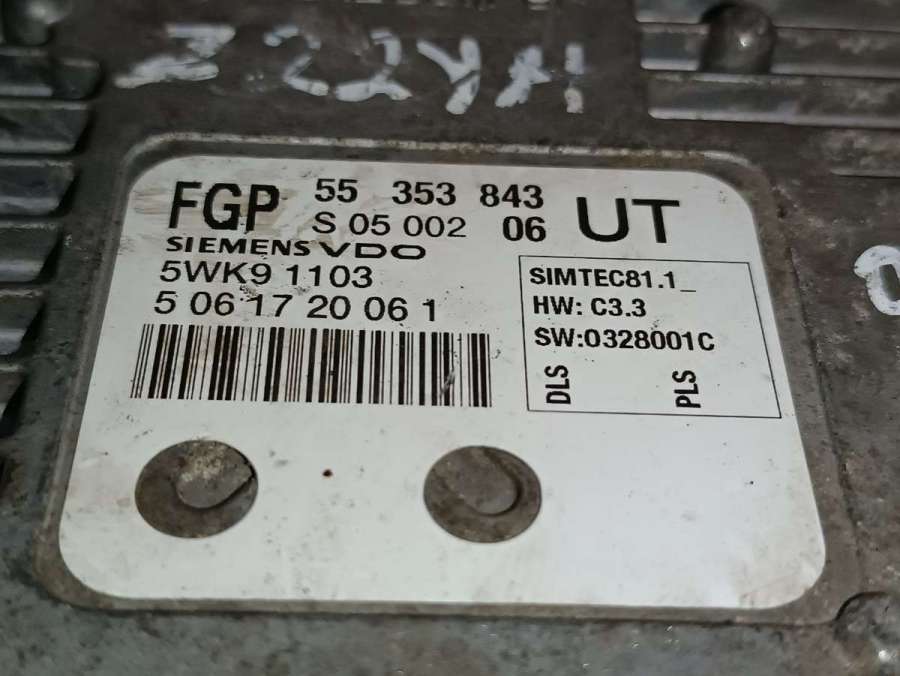 Z22YH
FGP 55 353 843
S 05 002 06 UT
SIEMENS VDO
5WK9 1103
5 06 17 20 06 1
SIMTEC81.1_
HW: C3.3
SW:0328001C
DLS PLS